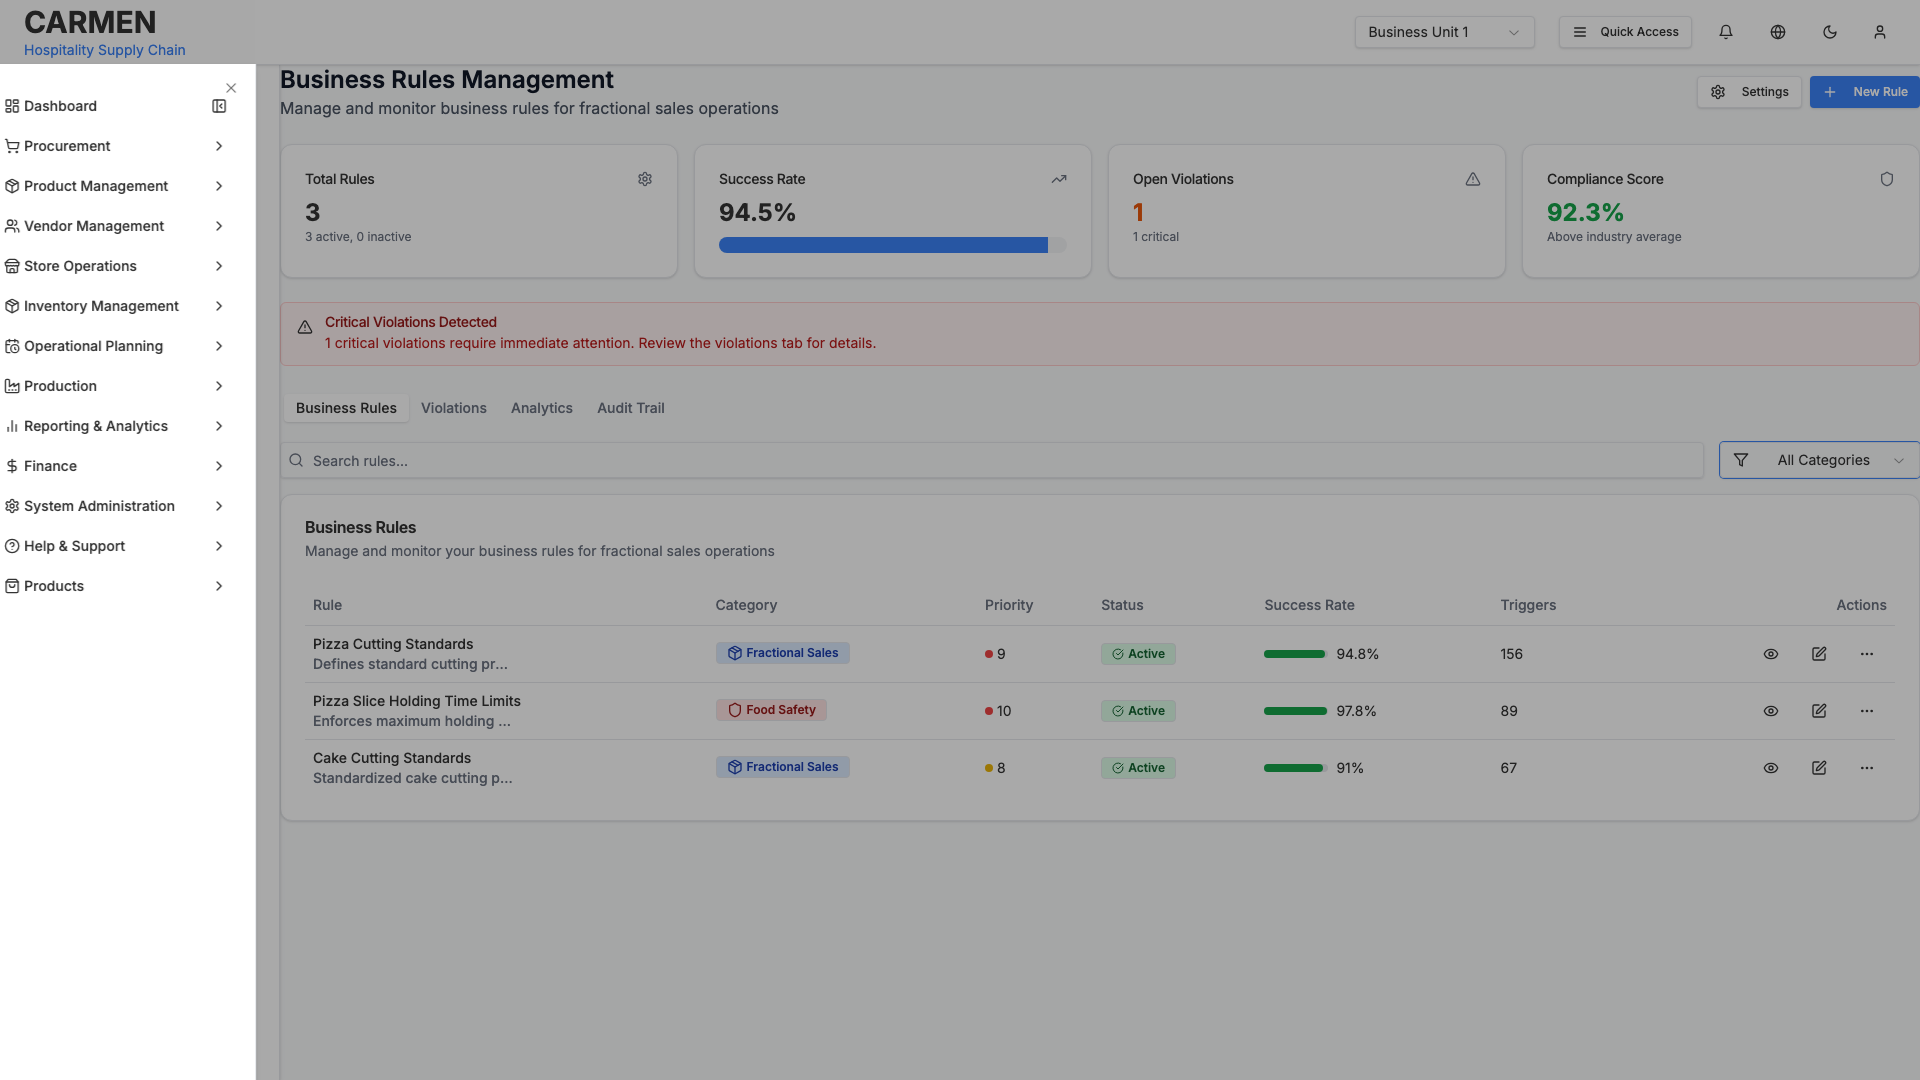 CARMEN
Hospitality Supply Chain
Business Unit 1
Quick Access
Dashboard
Procurement
Product Management
Vendor Management
Store Operations
Inventory Management
Operational Planning
Production
Reporting & Analytics
Finance
System Administration
Help & Support
Products
Business Rules Management
Manage and monitor business rules for fractional sales operations
Settings
New Rule
Total Rules
3
3 active, 0 inactive
Success Rate
94.5%
Open Violations
1
1 critical
Compliance Score
92.3%
Above industry average
Critical Violations Detected
1 critical violations require immediate attention. Review the violations tab for details.
Business Rules Violations Analytics Audit Trail
Search rules...
All Categories
Business Rules
Manage and monitor your business rules for fractional sales operations
Rule Category Priority Status Success Rate Triggers Actions
Pizza Cutting Standards
Defines standard cutting pr...
Fractional Sales 9 Active 94.8% 156
Pizza Slice Holding Time Limits
Enforces maximum holding ...
Food Safety 10 Active 97.8% 89
Cake Cutting Standards
Standardized cake cutting p...
Fractional Sales 8 Active 91% 67